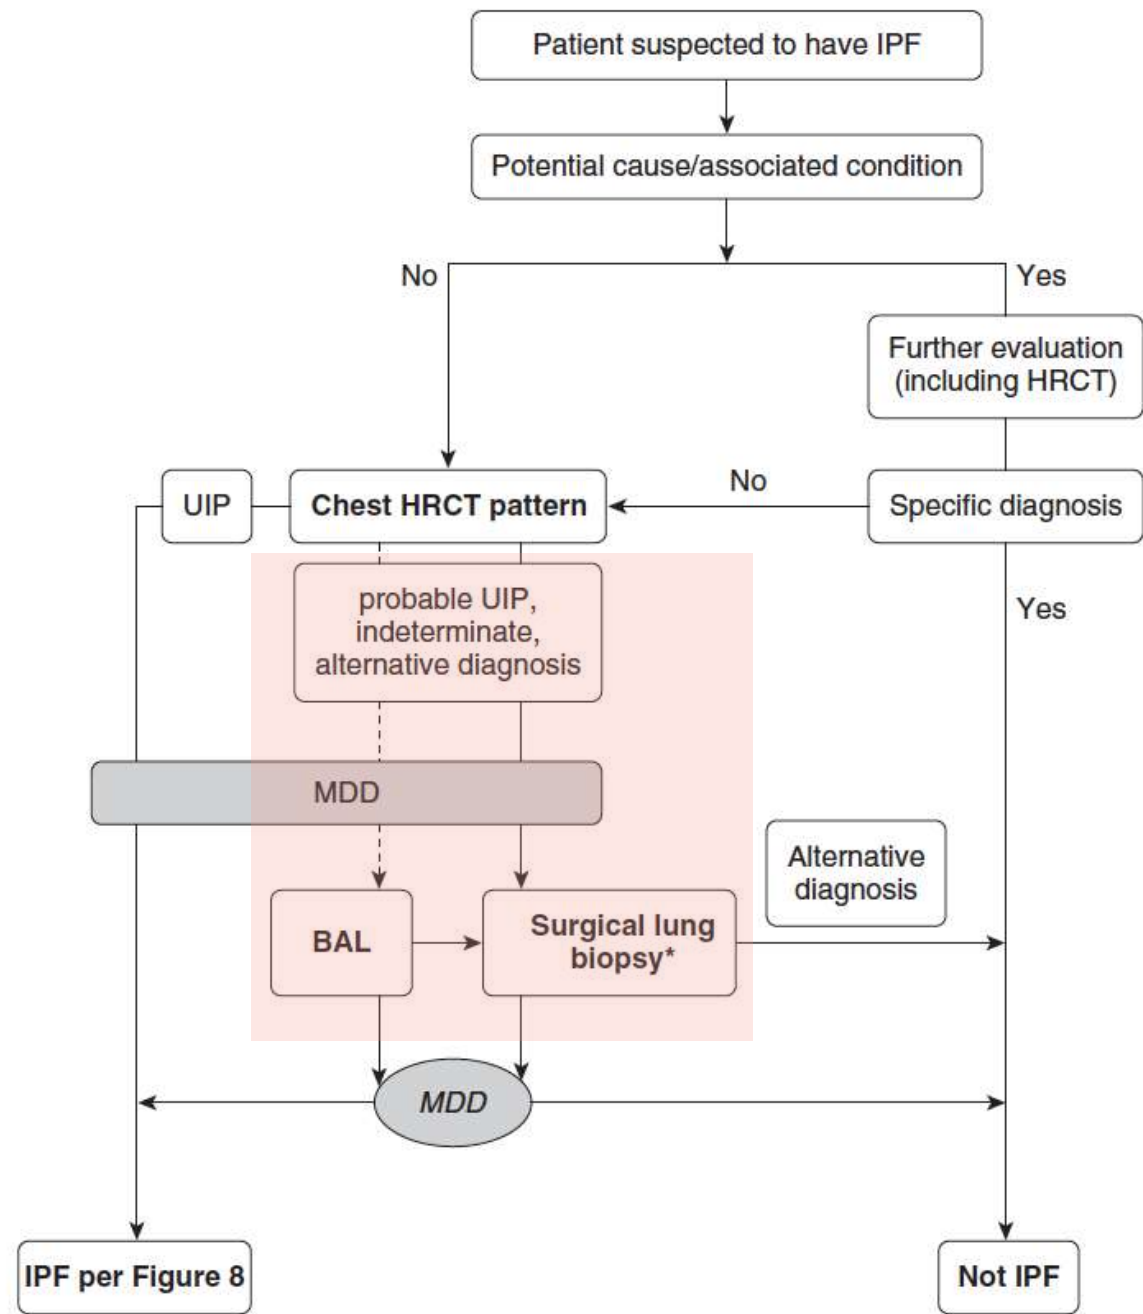 Patient suspected to have IPF
Potential cause/associated condition
No
Yes
Further evaluation
(including HRCT)
UIP
Chest HRCT pattern
No
Specific diagnosis
Yes
probable UIP,
indeterminate,
alternative diagnosis
MDD
Alternative
diagnosis
BAL
Surgical lung
biopsy*
MDD
IPF per Figure 8
Not IPF